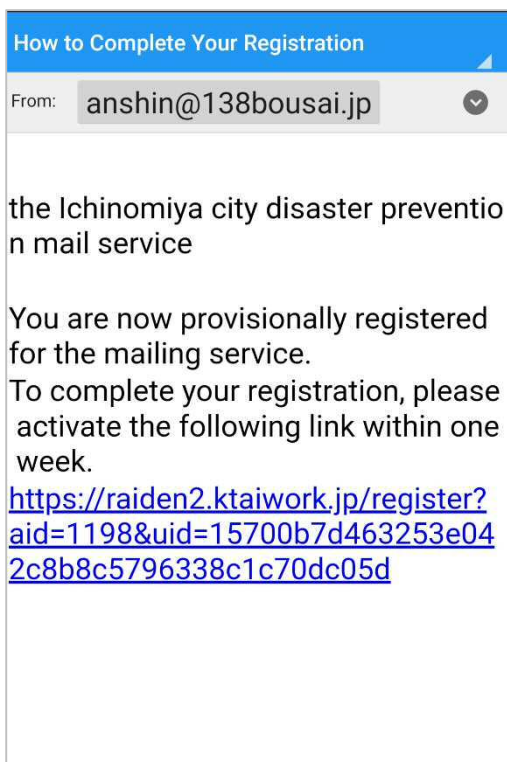 How to Complete Your Registration
From: anshin@138bousai.jp
the Ichinomiya city disaster preventio
n mail service
You are now provisionally registered
for the mailing service.
To complete your registration, please
activate the following link within one
week.
https://raiden2.ktaiwork.jp/register?
aid=1198&uid=15700b7d463253e04
2c8b8c5796338c1c70dc05d